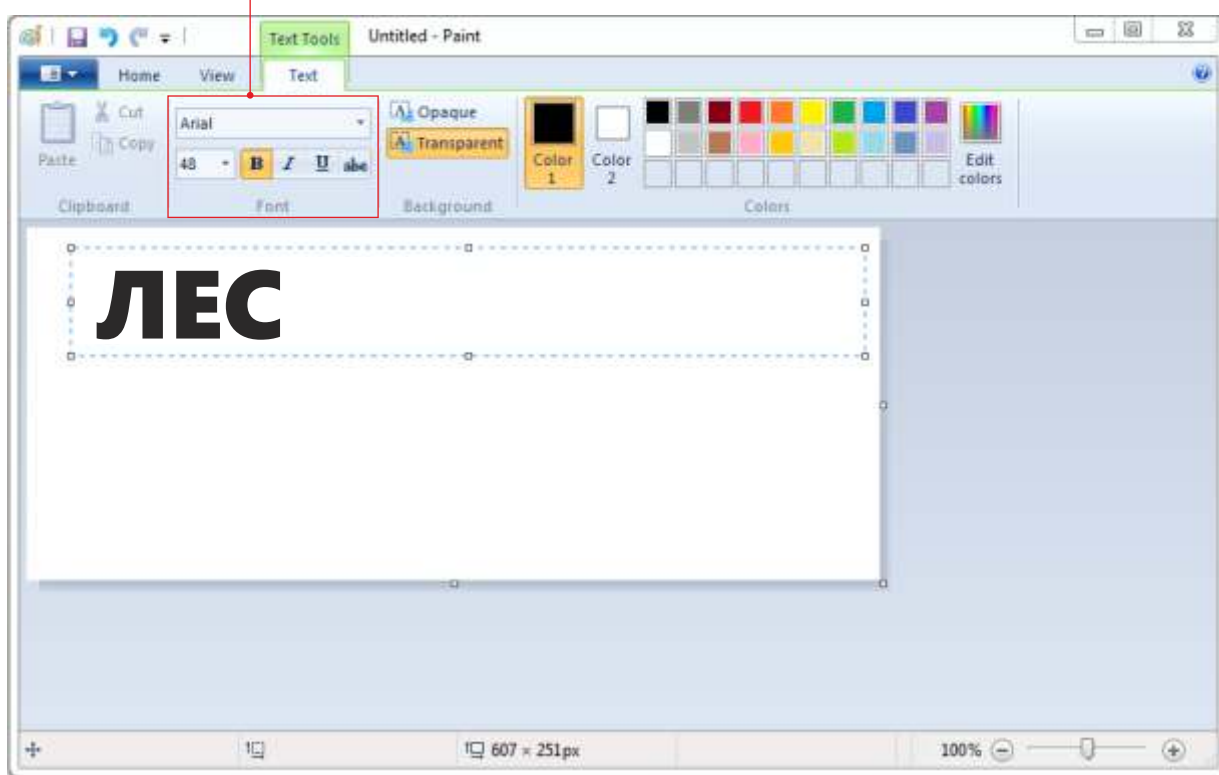 Text Tools Untitled - Paint
Home View Text
Paste Cut Copy
Clipboard
Arial
48 B I U abc
Font
Opaque
Transparent
Background
Color 1
Color 2
Edit colors
Colors
ЛЕС
607 × 251px
100%